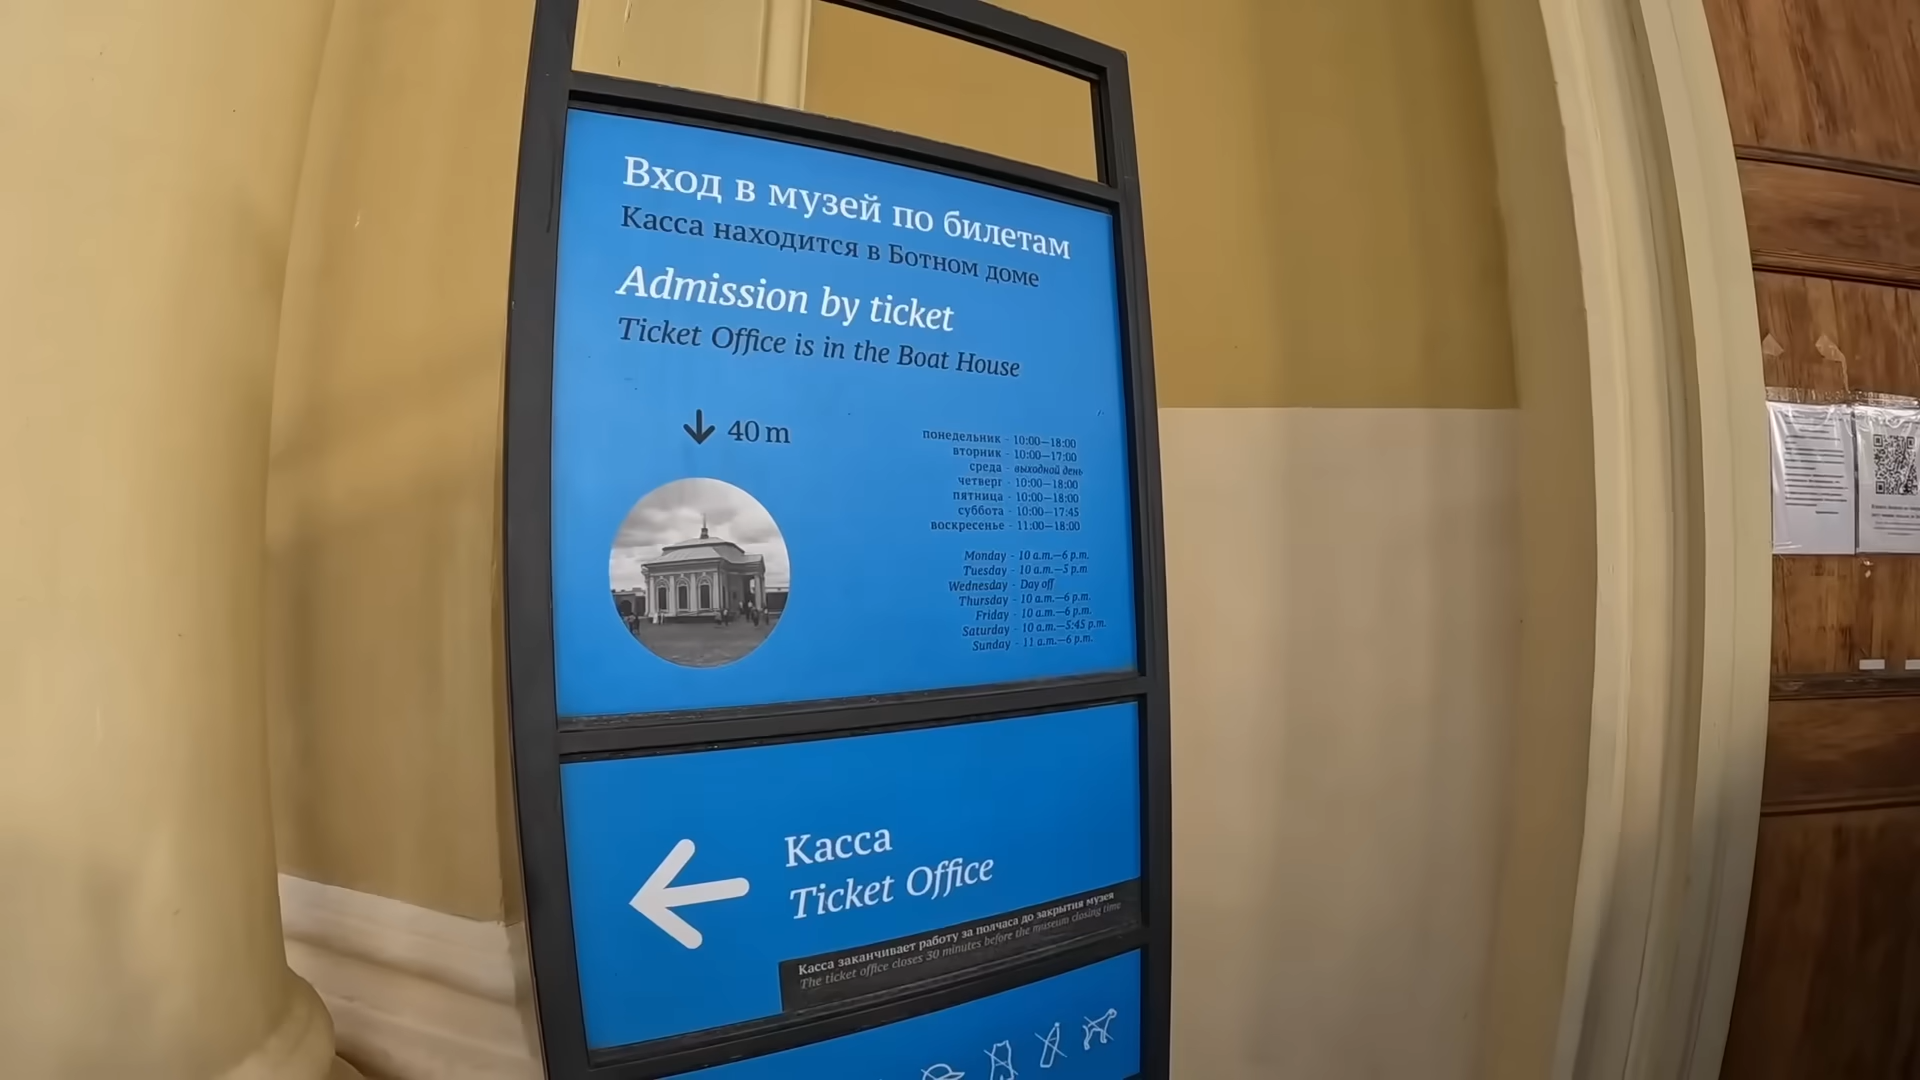 Вход в музей по билетам
Касса находится в Ботном доме
Admission by ticket
Ticket Office is in the Boat House
40 m
понедельник - 10:00—18:00
вторник - 10:00—17:00
среда - выходной день
четверг - 10:00—18:00
пятница - 10:00—18:00
суббота - 10:00—17:45
воскресенье - 11:00—18:00
Monday - 10 a.m.—6 p.m.
Tuesday - 10 a.m.—5 p.m
Wednesday - Day off
Thursday - 10 a.m.—6 p.m.
Friday - 10 a.m.—6 p.m.
Saturday - 10 a.m.—5:45 p.m.
Sunday - 11 a.m.—6 p.m.
Касса
Ticket Office
Касса заканчивает работу за полчаса до закрытия музея
The ticket office closes 30 minutes before the museum closing time